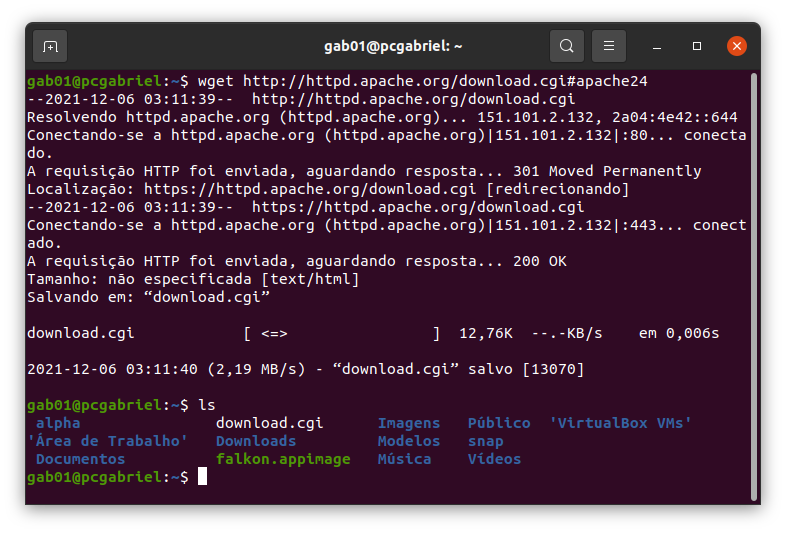 gab01@pcgabriel: ~
gab01@pcgabriel:~$ wget http://httpd.apache.org/download.cgi#apache24
--2021-12-06 03:11:39--  http://httpd.apache.org/download.cgi
Resolvendo httpd.apache.org (httpd.apache.org)... 151.101.2.132, 2a04:4e42::644
Conectando-se a httpd.apache.org (httpd.apache.org)|151.101.2.132|:80... conecta
do.
A requisição HTTP foi enviada, aguardando resposta... 301 Moved Permanently
Localização: https://httpd.apache.org/download.cgi [redirecionando]
--2021-12-06 03:11:39--  https://httpd.apache.org/download.cgi
Conectando-se a httpd.apache.org (httpd.apache.org)|151.101.2.132|:443... conect
ado.
A requisição HTTP foi enviada, aguardando resposta... 200 OK
Tamanho: não especificada [text/html]
Salvando em: “download.cgi”
download.cgi            [ <=>                ]  12,76K  --.-KB/s    em 0,006s
2021-12-06 03:11:40 (2,19 MB/s) - “download.cgi” salvo [13070]
gab01@pcgabriel:~$ ls
 alpha               download.cgi      Imagens   Público  'VirtualBox VMs'
'Área de Trabalho'   Downloads         Modelos   snap
 Documentos          falkon.appimage   Música    Vídeos
gab01@pcgabriel:~$